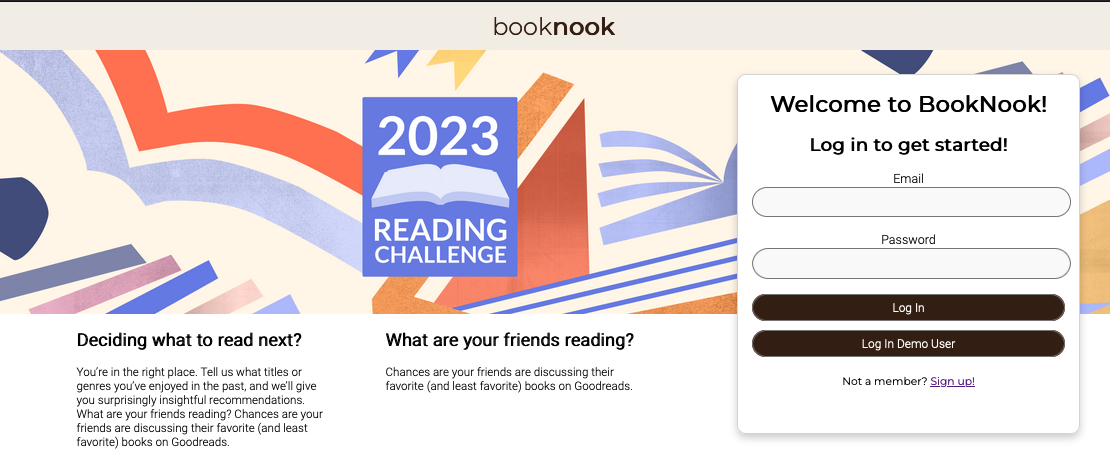 booknook
2023
READING
CHALLENGE
Welcome to BookNook!
Log in to get started!
Email
Password
Log In
Log In Demo User
Not a member? Sign up!
Deciding what to read next?
You’re in the right place. Tell us what titles or
genres you’ve enjoyed in the past, and we’ll give
you surprisingly insightful recommendations.
What are your friends reading? Chances are your
friends are discussing their favorite (and least
favorite) books on Goodreads.
What are your friends reading?
Chances are your friends are discussing their
favorite (and least favorite) books on Goodreads.